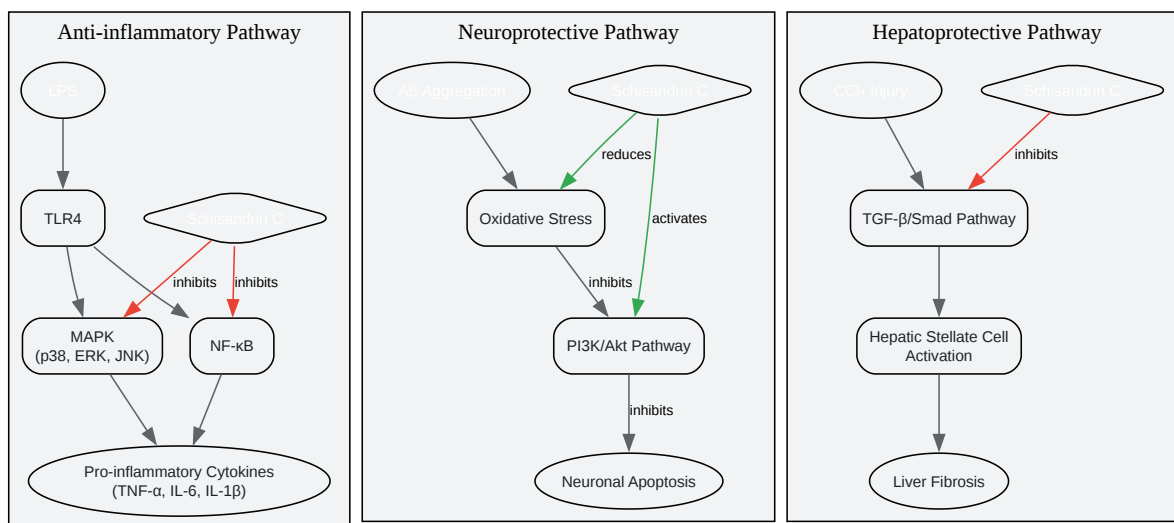 Anti-inflammatory Pathway
LPS
TLR4
Schisandrin C
inhibits
inhibits
MAPK
(p38, ERK, JNK)
NF-κB
Pro-inflammatory Cytokines
(TNF-α, IL-6, IL-1β)
Neuroprotective Pathway
Aβ Aggregation
Schisandrin C
reduces
Oxidative Stress
activates
inhibits
PI3K/Akt Pathway
inhibits
Neuronal Apoptosis
Hepatoprotective Pathway
CCl₄ Injury
Schisandrin C
inhibits
TGF-β/Smad Pathway
Hepatic Stellate Cell
Activation
Liver Fibrosis